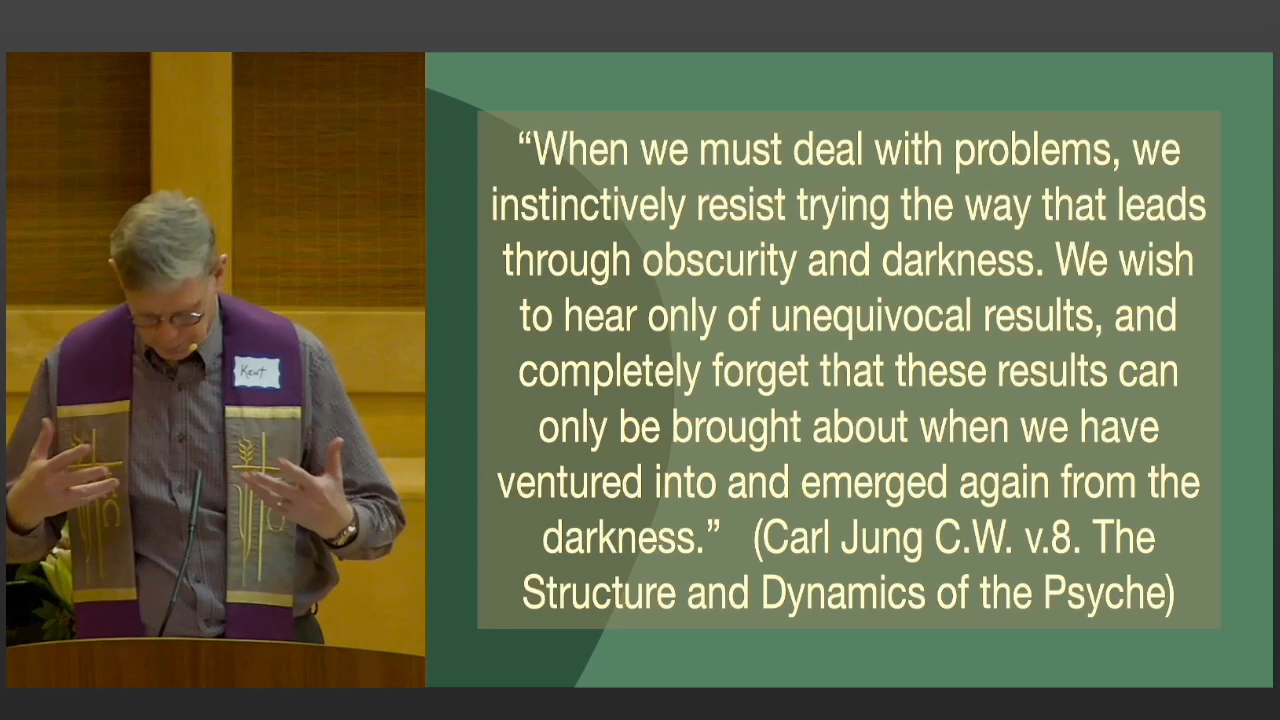 Kent
“When we must deal with problems, we
instinctively resist trying the way that leads
through obscurity and darkness. We wish
to hear only of unequivocal results, and
completely forget that these results can
only be brought about when we have
ventured into and emerged again from the
darkness.”   (Carl Jung C.W. v.8. The
Structure and Dynamics of the Psyche)